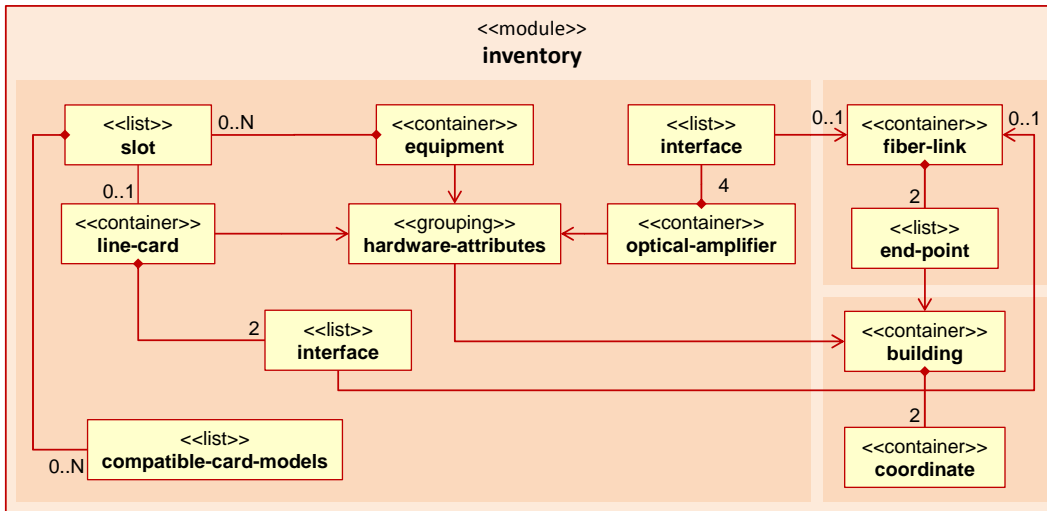 <<module>>
inventory
<<list>>
slot
0..N
<<container>>
equipment
<<list>>
interface
0..1
<<container>>
fiber-link
0..1
0..1
<<container>>
line-card
<<grouping>>
hardware-attributes
4
<<container>>
optical-amplifier
2
<<list>>
end-point
2
<<list>>
interface
<<container>>
building
2
0..N
<<list>>
compatible-card-models
<<container>>
coordinate